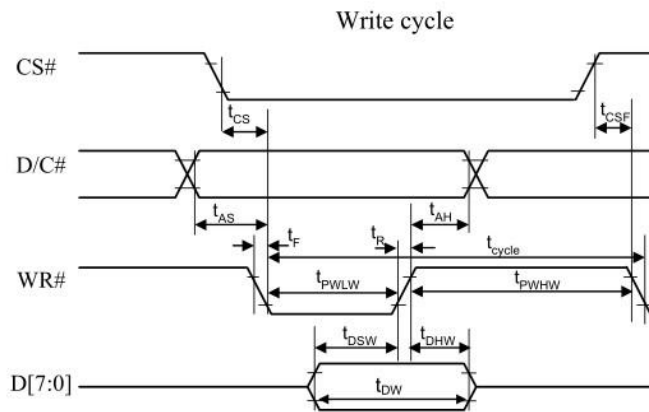 Write cycle
CS#
tCS
tCSF
D/C#
tAS
tAH
tF
tR
tcycle
WR#
tPWLW
tPWHW
tDSW
tDHW
D[7:0]
tDW